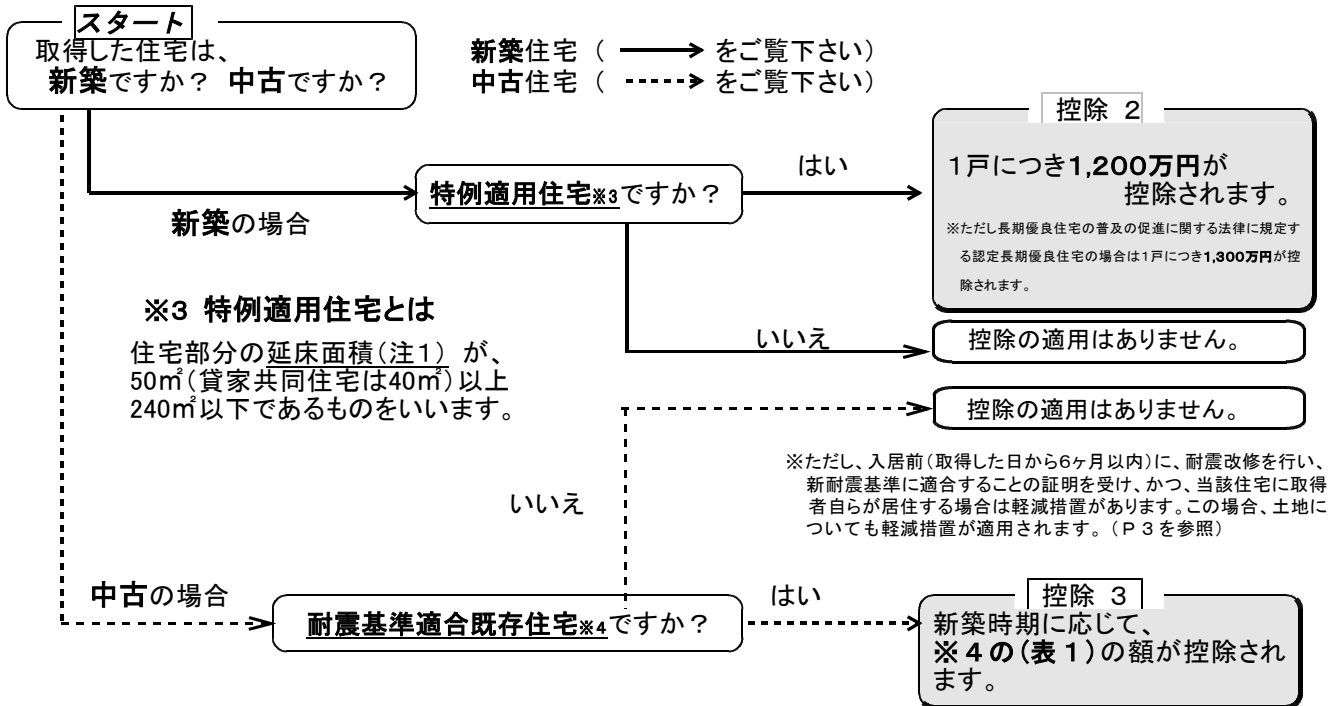 スタート
取得した住宅は、
新築ですか？ 中古ですか？
新築住宅（ をご覧下さい）
中古住宅（ をご覧下さい）
控除 ２
はい
特例適用住宅※3ですか？
1戸につき1,200万円が
控除されます。
※ただし長期優良住宅の普及の促進に関する法律に規定す
る認定長期優良住宅の場合は1戸につき1,300万円が控
除されます。
新築の場合
※3 特例適用住宅とは
住宅部分の延床面積（注１） が、
50㎡（貸家共同住宅は40㎡）以上
240㎡以下であるものをいいます。
いいえ
控除の適用はありません。
控除の適用はありません。
※ただし、入居前（取得した日から6ヶ月以内）に、耐震改修を行い、
新耐震基準に適合することの証明を受け、かつ、当該住宅に取得
者自らが居住する場合は軽減措置があります。この場合、土地に
ついても軽減措置が適用されます。（Ｐ３を参照）
いいえ
中古の場合
耐震基準適合既存住宅※4ですか？
はい
控除 ３
新築時期に応じて、
※４の（表１）の額が控除され
ます。